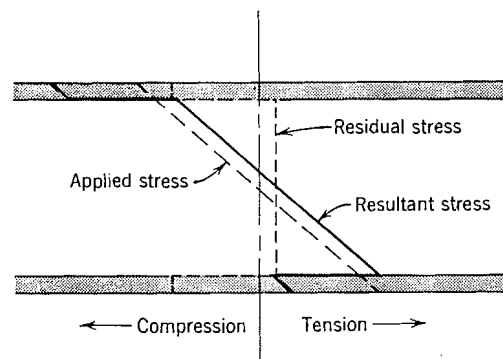 Residual stress
Applied stress
Resultant stress
Compression
Tension